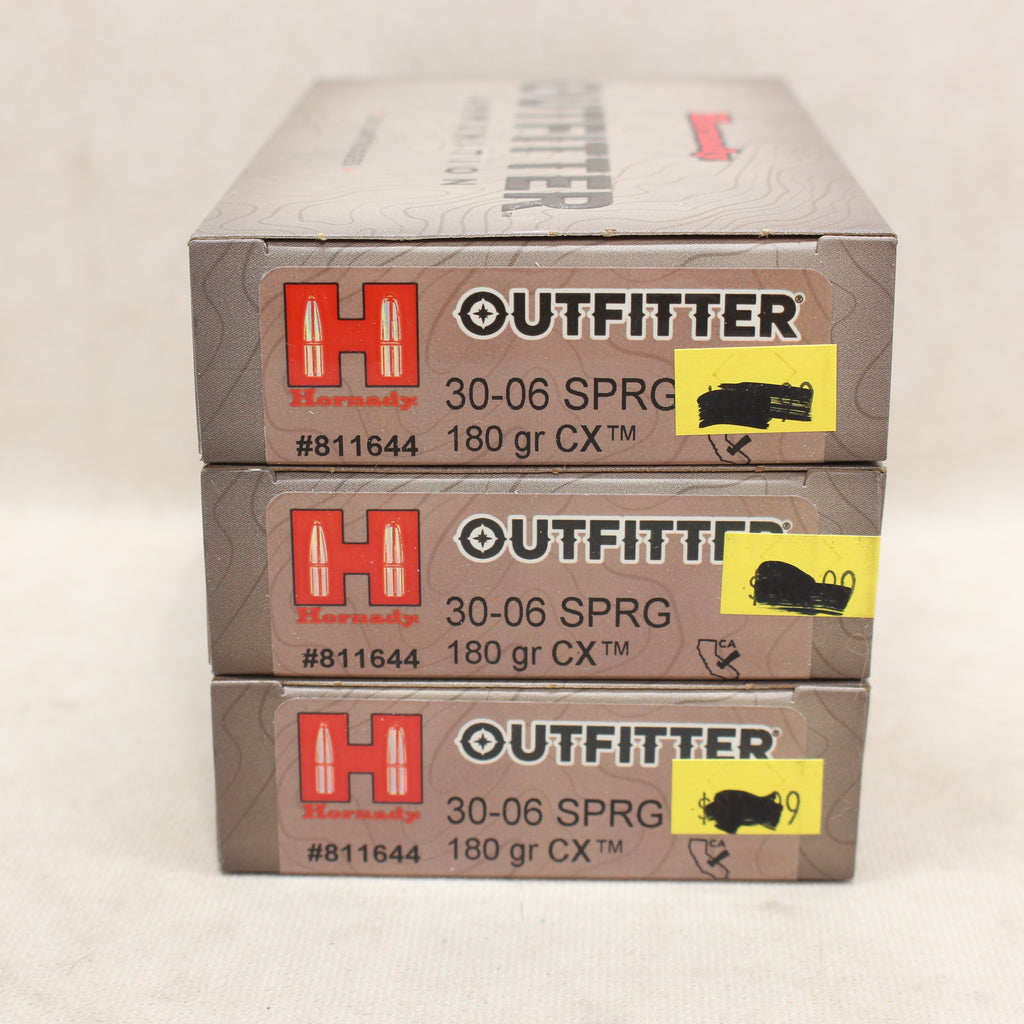 Hornady
OUTFITTER
AMMUNITION
H
OUTFITTER®
Hornady
30-06 SPRG
#811644
180 gr CX™
H
OUTFITTER®
Hornady
30-06 SPRG
#811644
180 gr CX™
CA
H
OUTFITTER®
Hornady
30-06 SPRG
#811644
180 gr CX™
CA